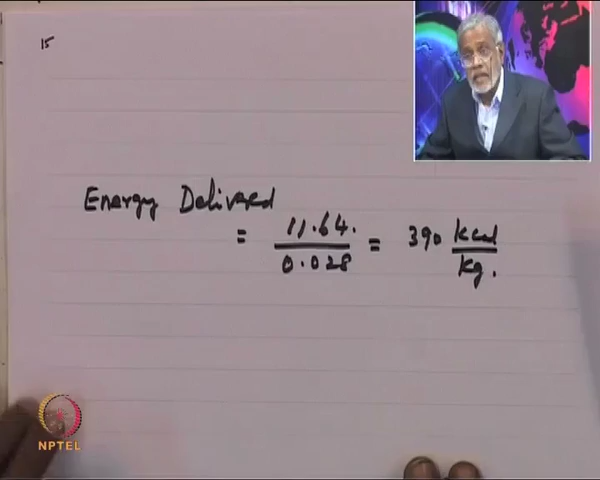 15
Energy Delivered
= 11.64. / 0.028 = 390 kcal / kg.
NPTEL